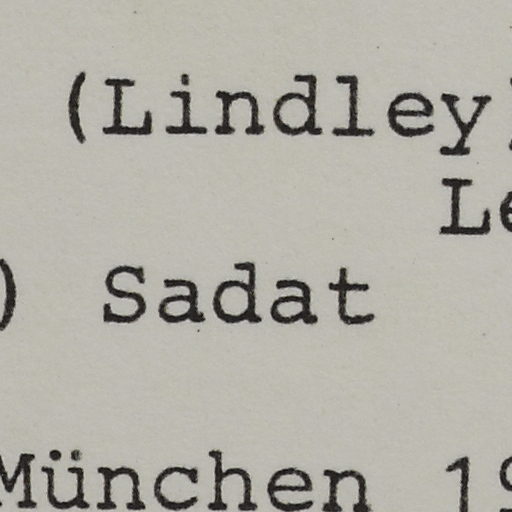 (Lindley)
Le
) Sadat
München 19